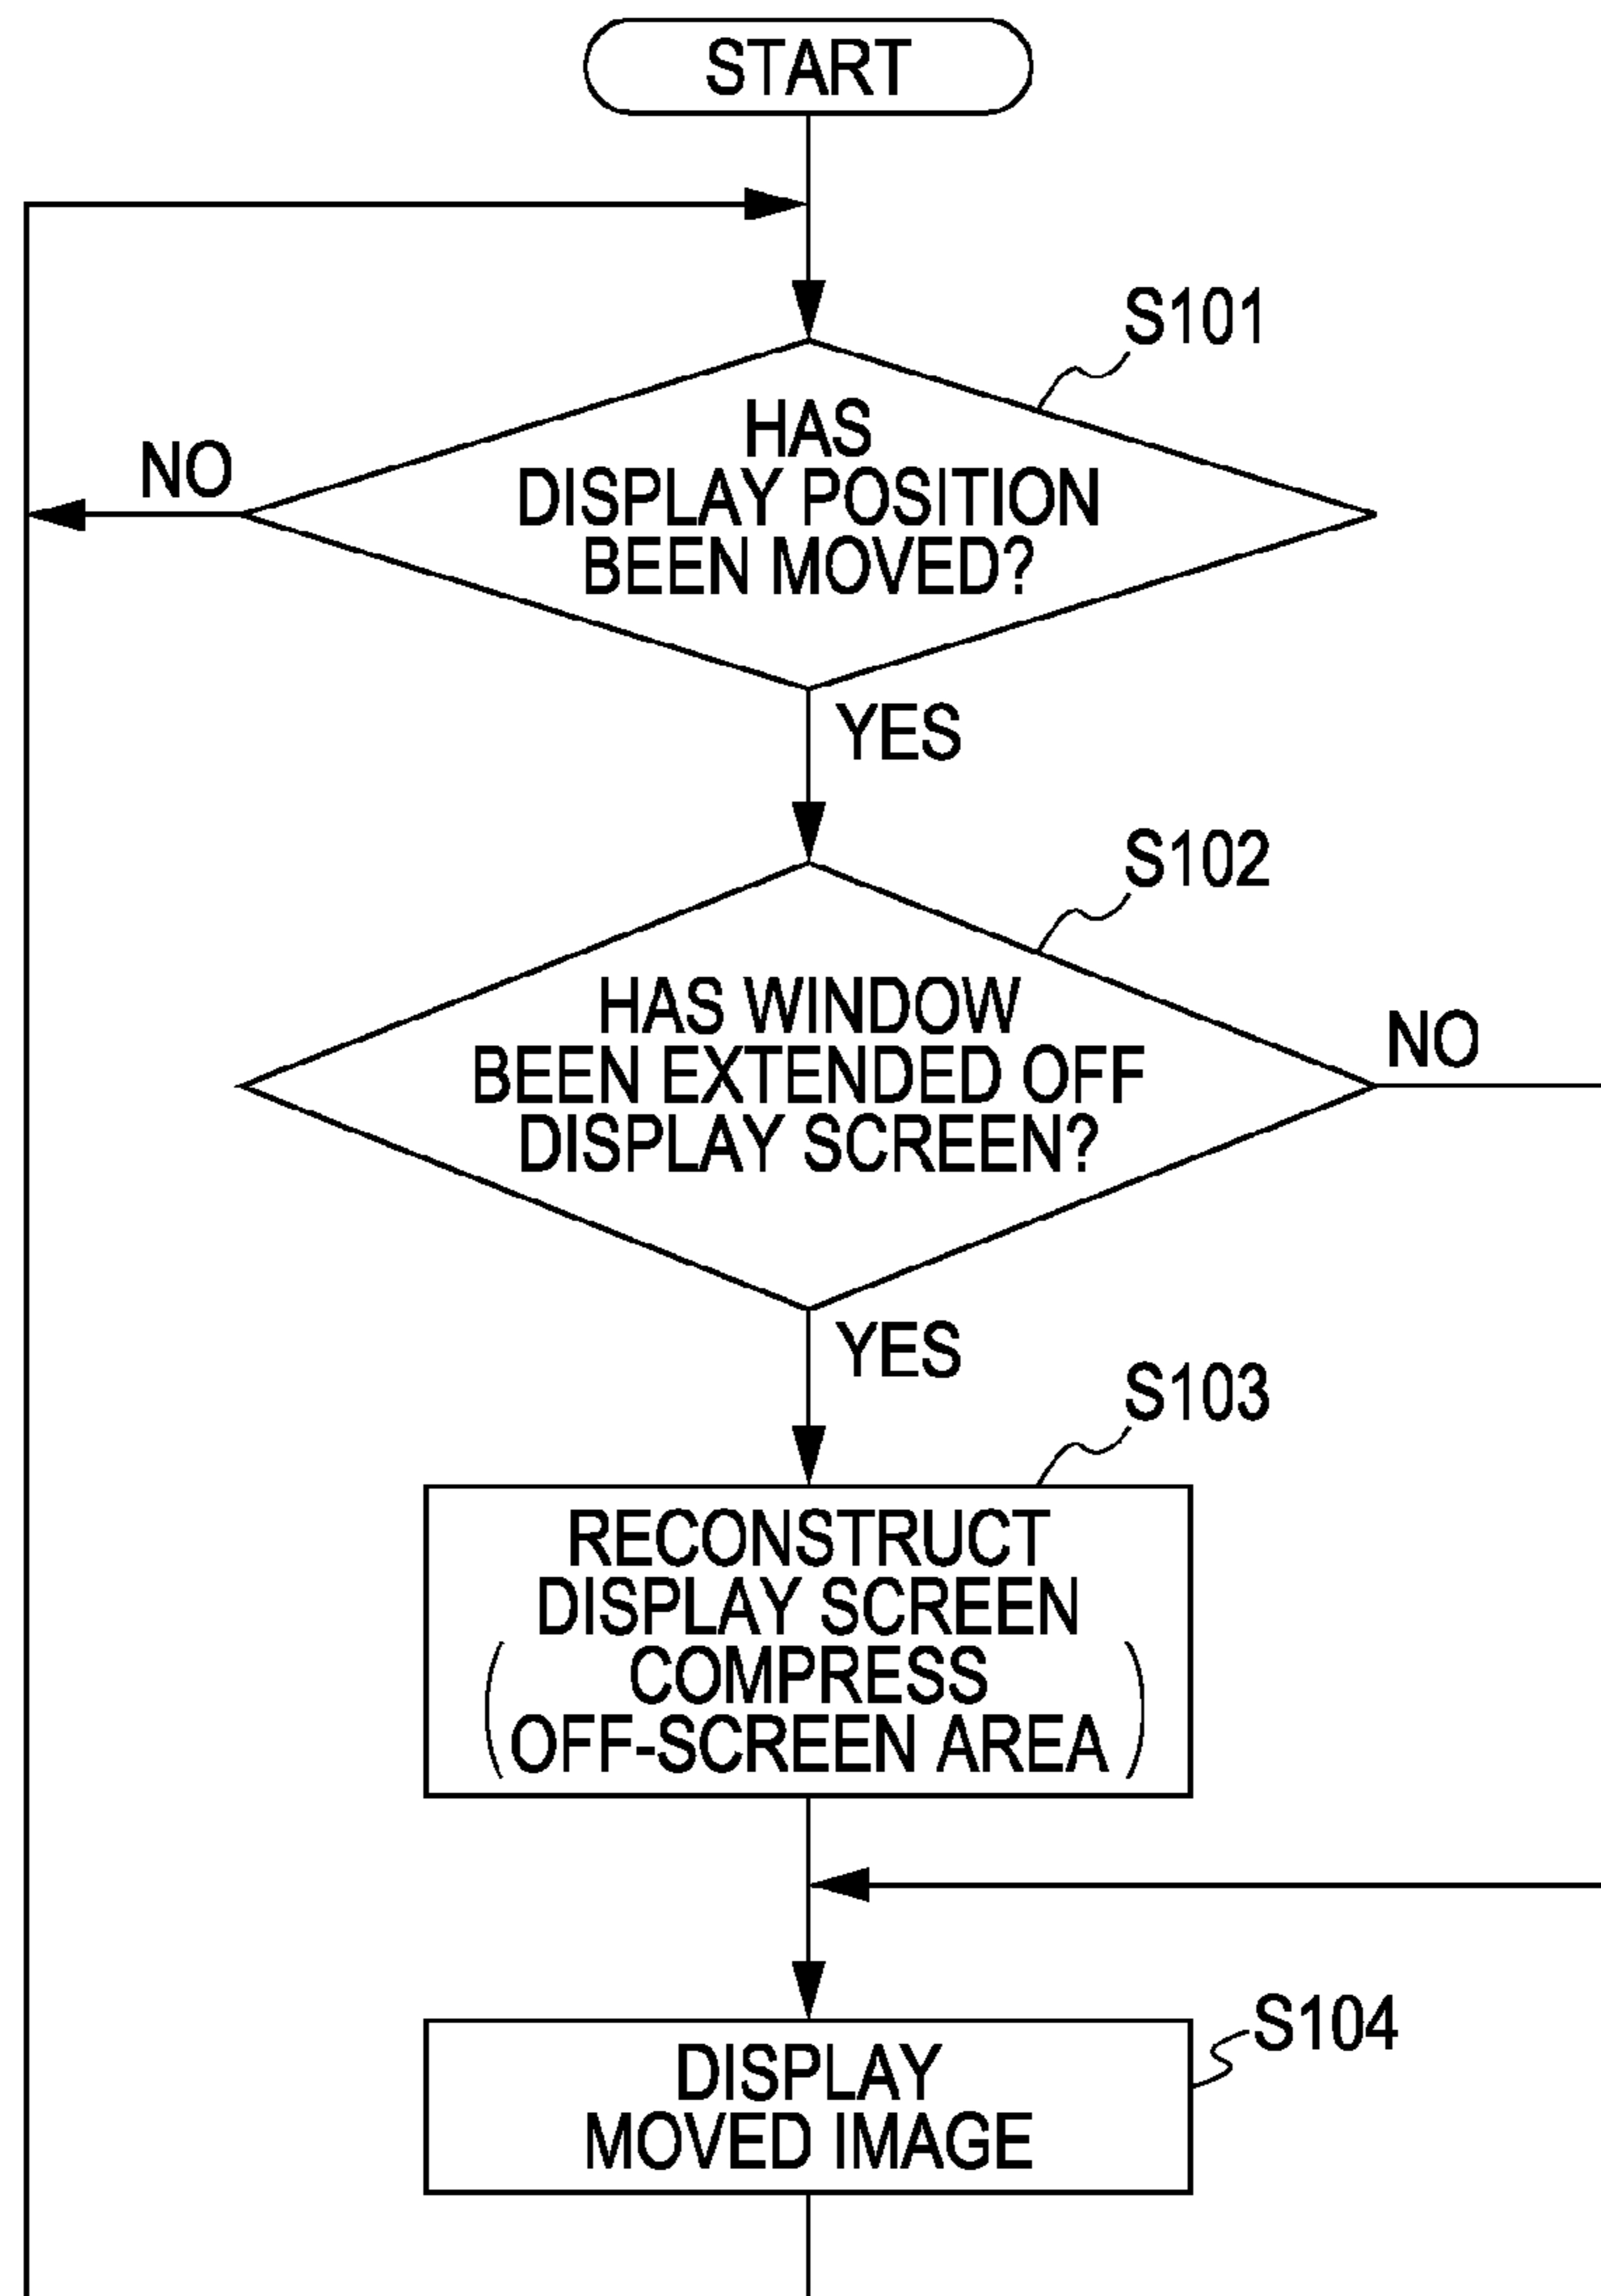 START
S101
HAS
DISPLAY POSITION
BEEN MOVED?
NO
YES
S102
HAS WINDOW
BEEN EXTENDED OFF
DISPLAY SCREEN?
NO
YES
S103
RECONSTRUCT
DISPLAY SCREEN
(COMPRESS
OFF-SCREEN AREA)
S104
DISPLAY
MOVED IMAGE